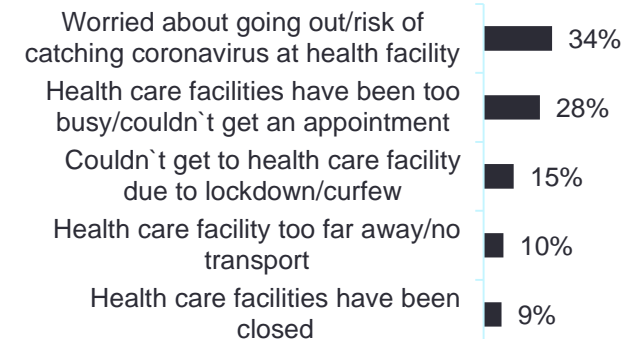 Worried about going out/risk of
catching coronavirus at health facility
34%
Health care facilities have been too
busy/couldn`t get an appointment
28%
Couldn`t get to health care facility
due to lockdown/curfew
15%
Health care facility too far away/no
transport
10%
Health care facilities have been
closed
9%